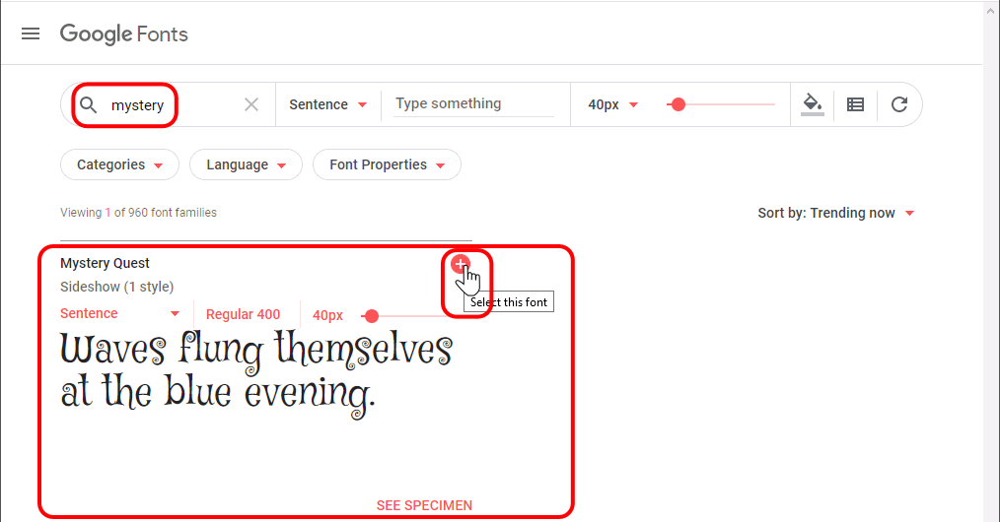 Google Fonts
mystery Sentence Type something 40px
Categories Language Font Properties
Viewing 1 of 960 font families Sort by: Trending now
Mystery Quest
Sideshow (1 style)
Select this font
Sentence Regular 400 40px
Waves flung themselves
at the blue evening.
SEE SPECIMEN